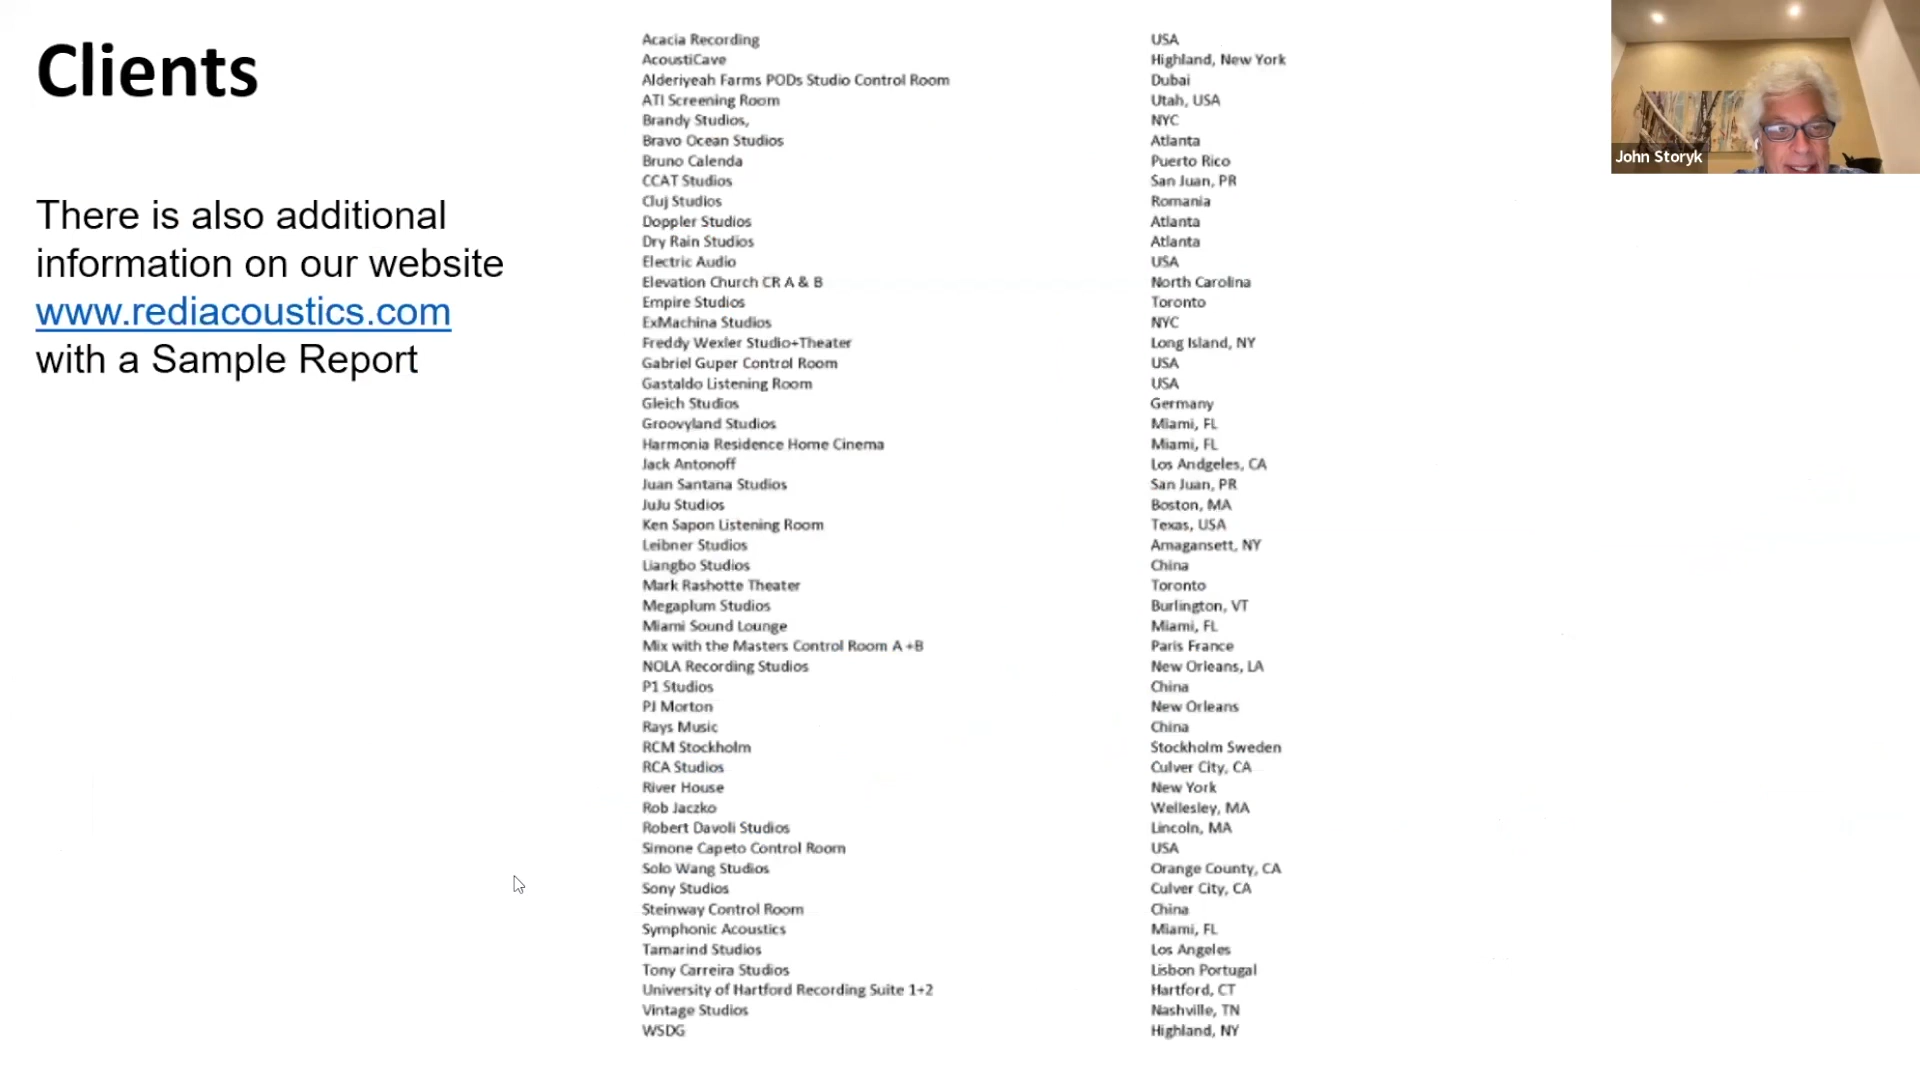 Clients
There is also additional
information on our website
www.rediacoustics.com
with a Sample Report
Acacia Recording USA
AcoustiCave Highland, New York
Alderiyeah Farms PODs Studio Control Room Dubai
ATI Screening Room Utah, USA
Brandy Studios, NYC
Bravo Ocean Studios Atlanta
Bruno Calenda Puerto Rico
CCAT Studios San Juan, PR
Cluj Studios Romania
Doppler Studios Atlanta
Dry Rain Studios Atlanta
Electric Audio USA
Elevation Church CR A & B North Carolina
Empire Studios Toronto
ExMachina Studios NYC
Freddy Wexler Studio+Theater Long Island, NY
Gabriel Guper Control Room USA
Gastaldo Listening Room USA
Gleich Studios Germany
Groovyland Studios Miami, FL
Harmonia Residence Home Cinema Miami, FL
Jack Antonoff Los Andgeles, CA
Juan Santana Studios San Juan, PR
JuJu Studios Boston, MA
Ken Sapon Listening Room Texas, USA
Leibner Studios Amagansett, NY
Liangbo Studios China
Mark Rashotte Theater Toronto
Megaplum Studios Burlington, VT
Miami Sound Lounge Miami, FL
Mix with the Masters Control Room A +B Paris France
NOLA Recording Studios New Orleans, LA
P1 Studios China
PJ Morton New Orleans
Rays Music China
RCM Stockholm Stockholm Sweden
RCA Studios Culver City, CA
River House New York
Rob Jaczko Wellesley, MA
Robert Davoli Studios Lincoln, MA
Simone Capeto Control Room USA
Solo Wang Studios Orange County, CA
Sony Studios Culver City, CA
Steinway Control Room China
Symphonic Acoustics Miami, FL
Tamarind Studios Los Angeles
Tony Carreira Studios Lisbon Portugal
University of Hartford Recording Suite 1+2 Hartford, CT
Vintage Studios Nashville, TN
WSDG Highland, NY
John Storyk